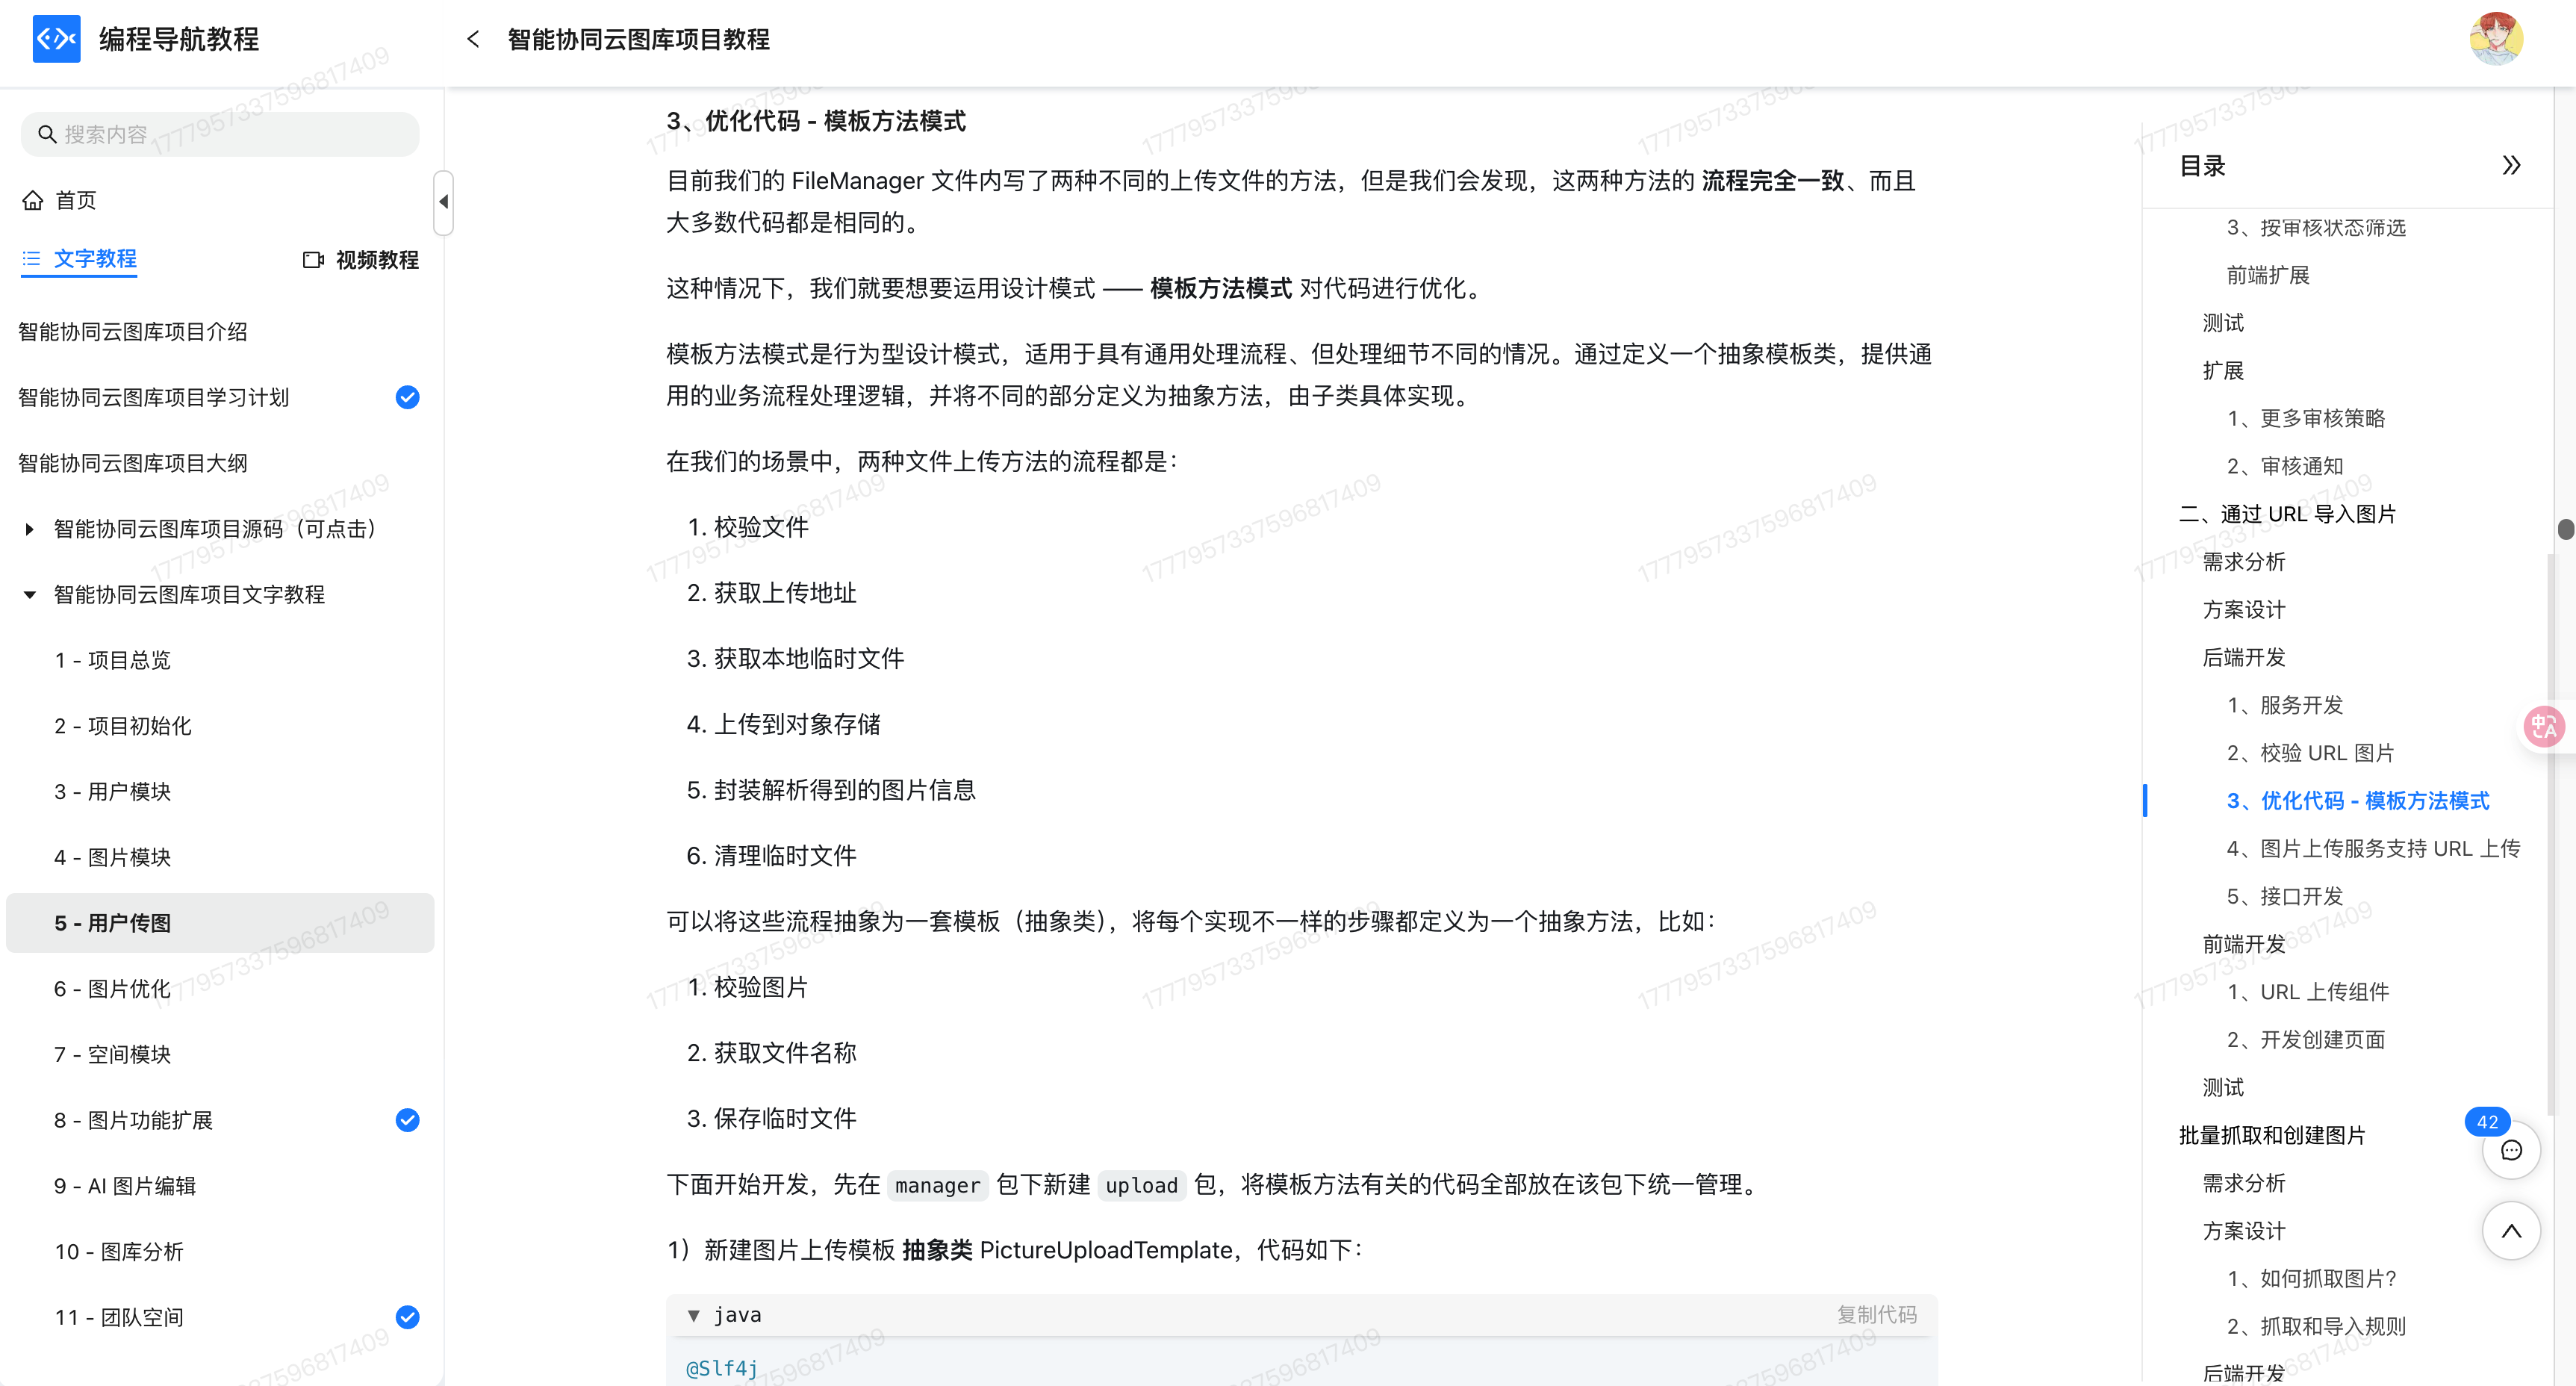 编程导航教程
智能协同云图库项目教程
搜索内容
首页
文字教程
视频教程
智能协同云图库项目介绍
智能协同云图库项目学习计划
智能协同云图库项目大纲
智能协同云图库项目源码（可点击）
智能协同云图库项目文字教程
1 - 项目总览
2 - 项目初始化
3 - 用户模块
4 - 图片模块
5 - 用户传图
6 - 图片优化
7 - 空间模块
8 - 图片功能扩展
9 - AI 图片编辑
10 - 图库分析
11 - 团队空间
3、优化代码 - 模板方法模式
目前我们的 FileManager 文件内写了两种不同的上传文件的方法，但是我们会发现，这两种方法的 流程完全一致、而且
大多数代码都是相同的。
这种情况下，我们就要想要运用设计模式 —— 模板方法模式 对代码进行优化。
模板方法模式是行为型设计模式，适用于具有通用处理流程、但处理细节不同的情况。通过定义一个抽象模板类，提供通
用的业务流程处理逻辑，并将不同的部分定义为抽象方法，由子类具体实现。
在我们的场景中，两种文件上传方法的流程都是：
1. 校验文件
2. 获取上传地址
3. 获取本地临时文件
4. 上传到对象存储
5. 封装解析得到的图片信息
6. 清理临时文件
可以将这些流程抽象为一套模板（抽象类），将每个实现不一样的步骤都定义为一个抽象方法，比如：
1. 校验图片
2. 获取文件名称
3. 保存临时文件
下面开始开发，先在 manager 包下新建 upload 包，将模板方法有关的代码全部放在该包下统一管理。
1）新建图片上传模板 抽象类 PictureUploadTemplate，代码如下：
java
复制代码
@Slf4j
目录
3、按审核状态筛选
前端扩展
测试
扩展
1、更多审核策略
2、审核通知
二、通过 URL 导入图片
需求分析
方案设计
后端开发
1、服务开发
2、校验 URL 图片
3、优化代码 - 模板方法模式
4、图片上传服务支持 URL 上传
5、接口开发
前端开发
1、URL 上传组件
2、开发创建页面
测试
批量抓取和创建图片
需求分析
方案设计
1、如何抓取图片？
2、抓取和导入规则
后端开发
42
中A
1777957337596817409